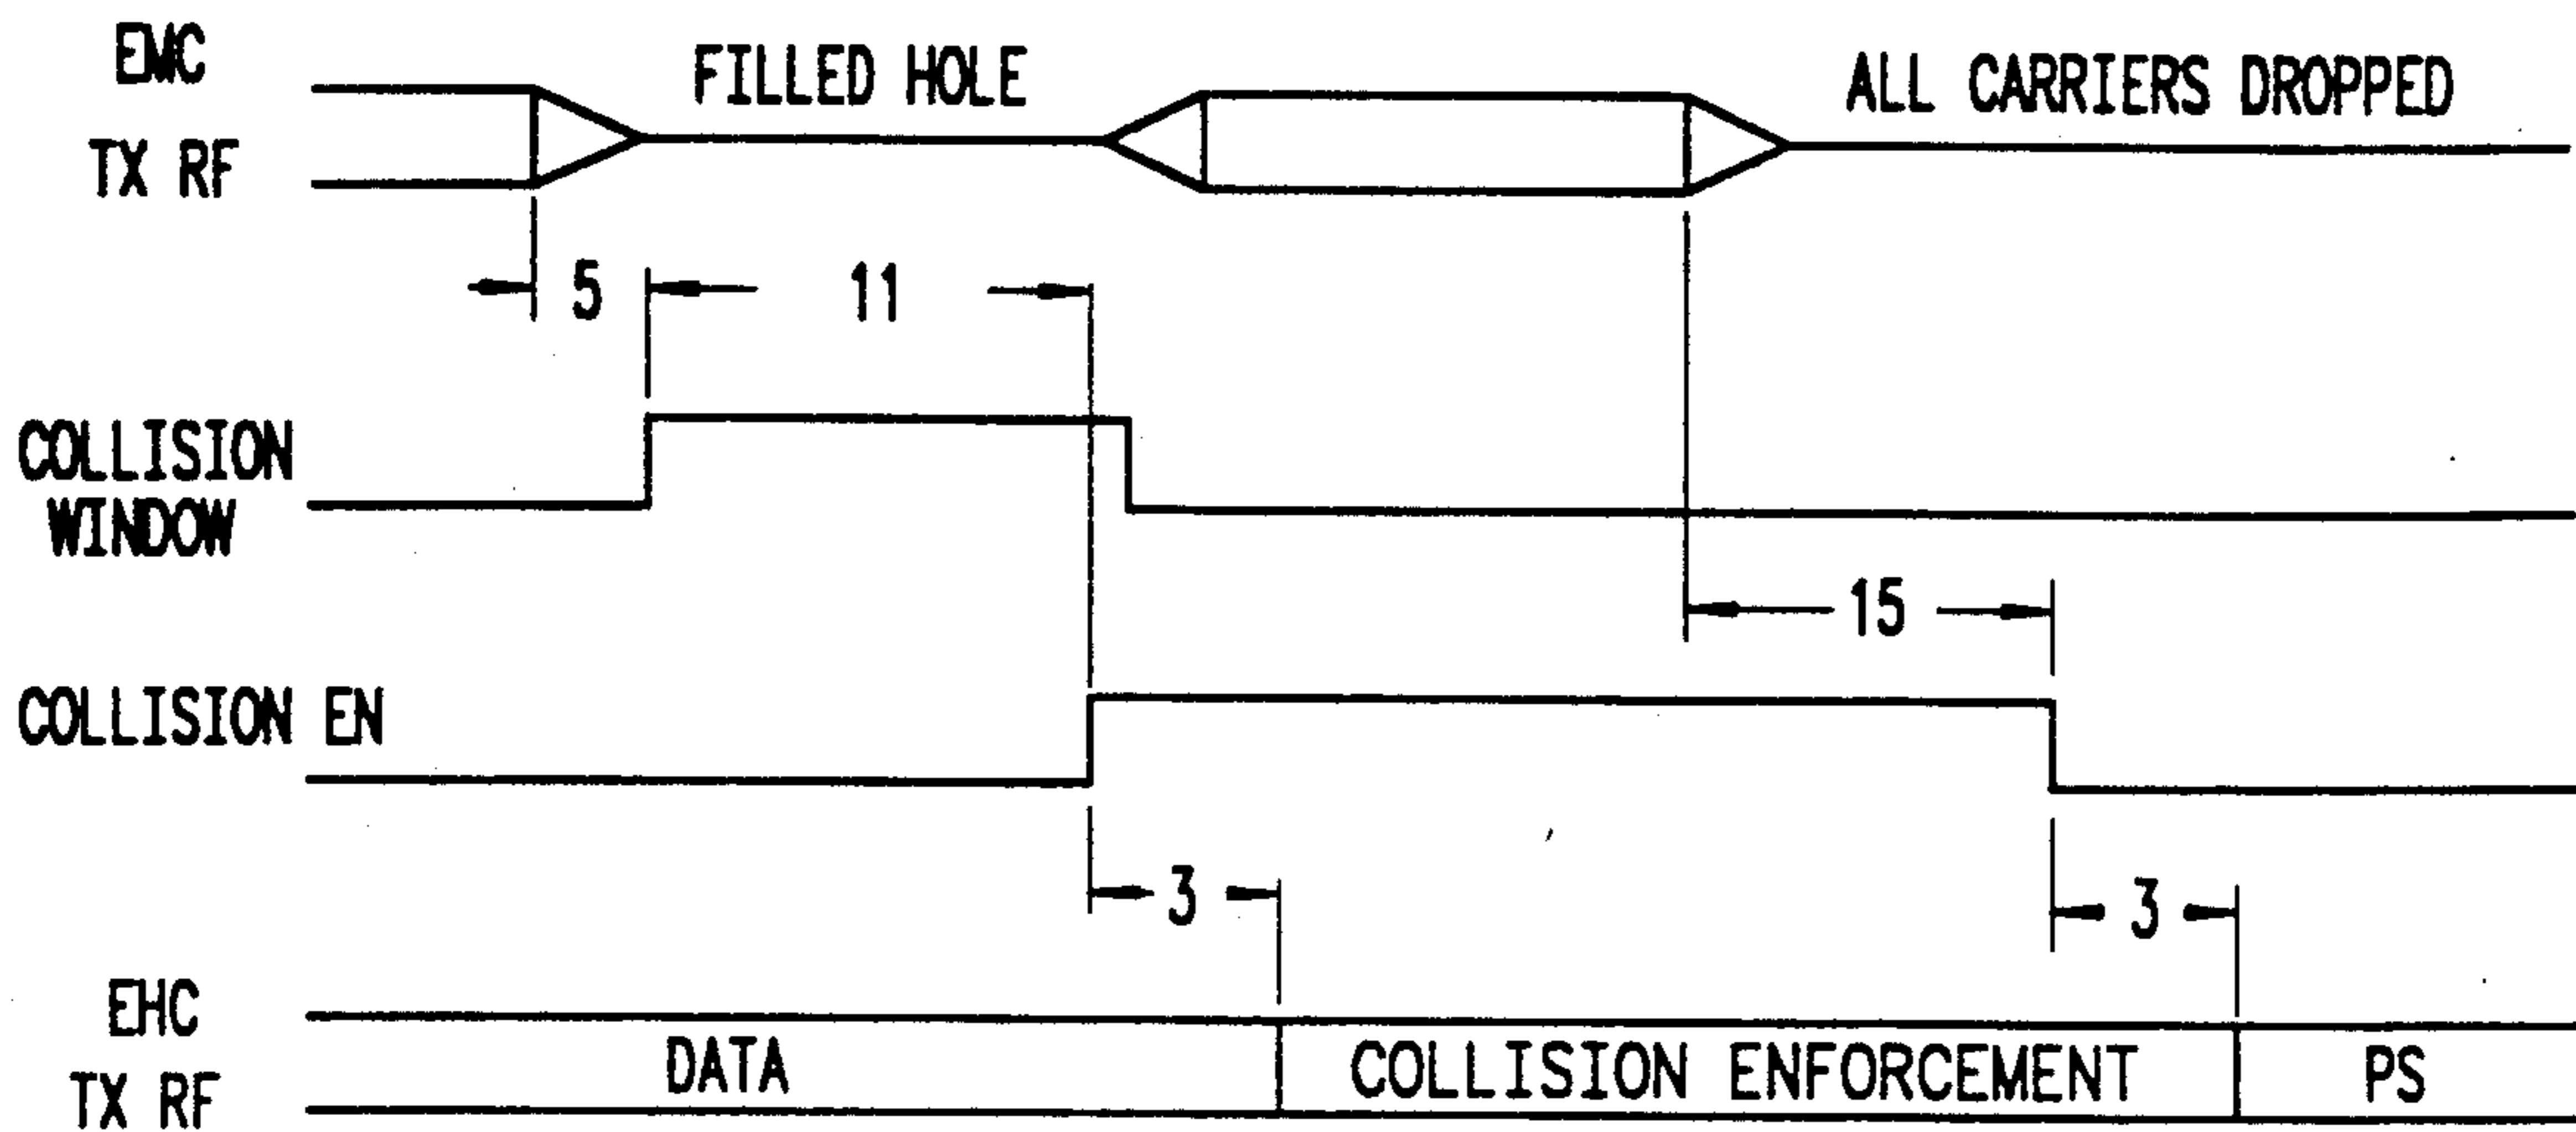 EMC
TX RF
FILLED HOLE
ALL CARRIERS DROPPED
5
11
COLLISION
WINDOW
15
COLLISION EN
3
3
EHC
TX RF
DATA
COLLISION ENFORCEMENT
PS